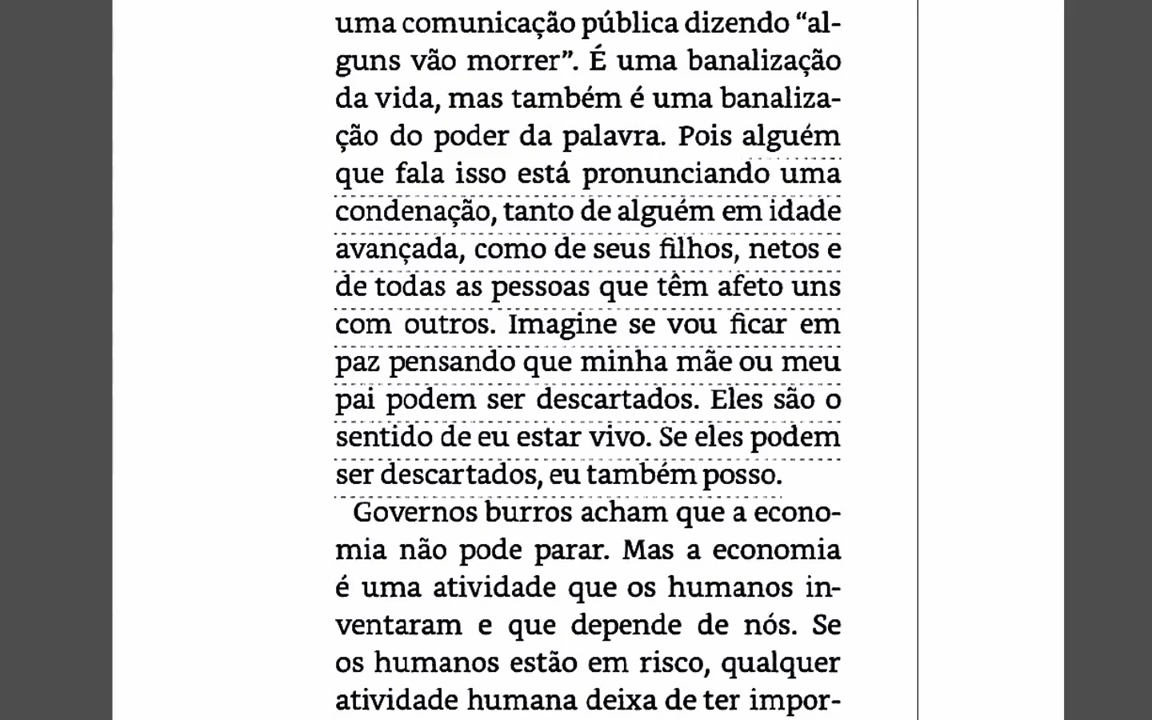 uma comunicação pública dizendo “al-
guns vão morrer”. É uma banalização
da vida, mas também é uma banaliza-
ção do poder da palavra. Pois alguém
que fala isso está pronunciando uma
condenação, tanto de alguém em idade
avançada, como de seus filhos, netos e
de todas as pessoas que têm afeto uns
com outros. Imagine se vou ficar em
paz pensando que minha mãe ou meu
pai podem ser descartados. Eles são o
sentido de eu estar vivo. Se eles podem
ser descartados, eu também posso.
Governos burros acham que a econo-
mia não pode parar. Mas a economia
é uma atividade que os humanos in-
ventaram e que depende de nós. Se
os humanos estão em risco, qualquer
atividade humana deixa de ter impor-